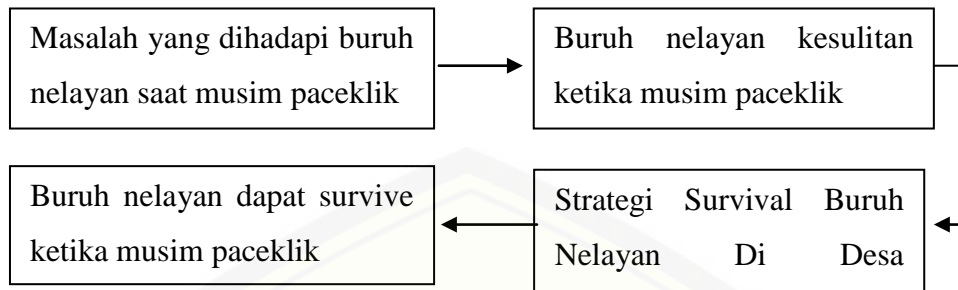 Masalah yang dihadapi buruh
nelayan saat musim paceklik
Buruh nelayan kesulitan
ketika musim paceklik
Buruh nelayan dapat survive
ketika musim paceklik
Strategi Survival Buruh
Nelayan Di Desa